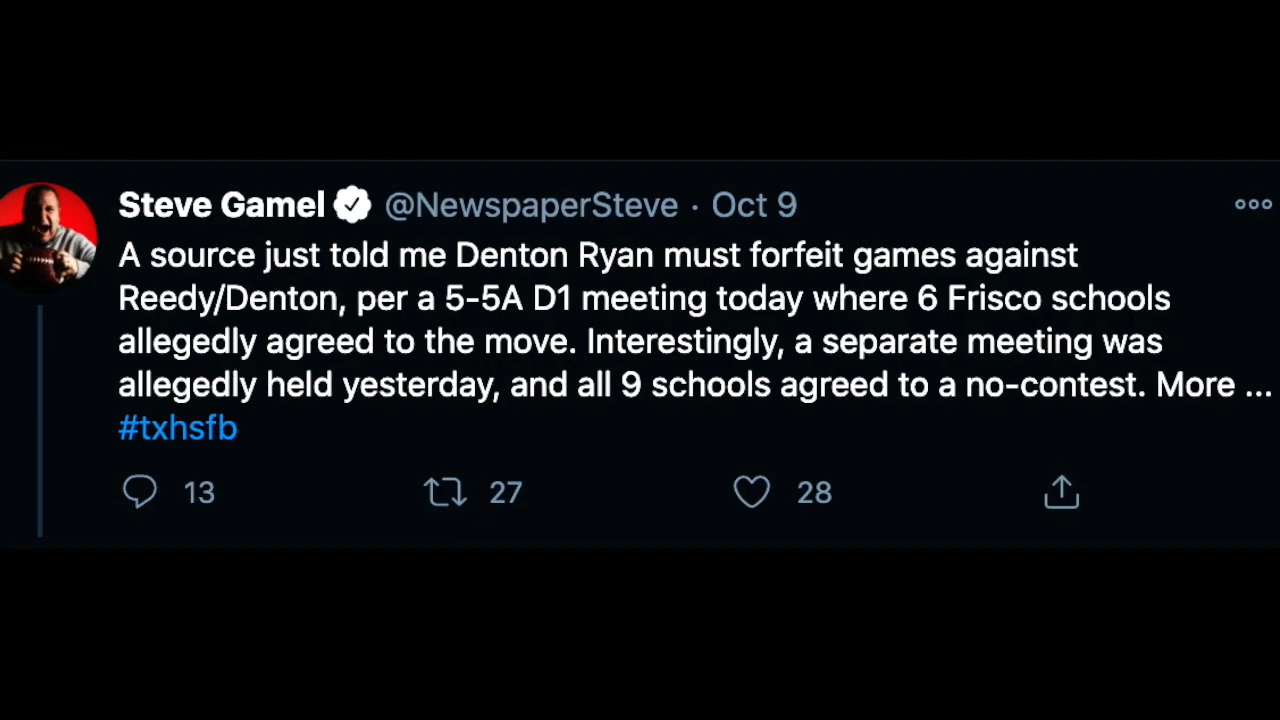 Steve Gamel @NewspaperSteve · Oct 9
A source just told me Denton Ryan must forfeit games against
Reedy/Denton, per a 5-5A D1 meeting today where 6 Frisco schools
allegedly agreed to the move. Interestingly, a separate meeting was
allegedly held yesterday, and all 9 schools agreed to a no-contest. More ...
#txhsfb
13 27 28